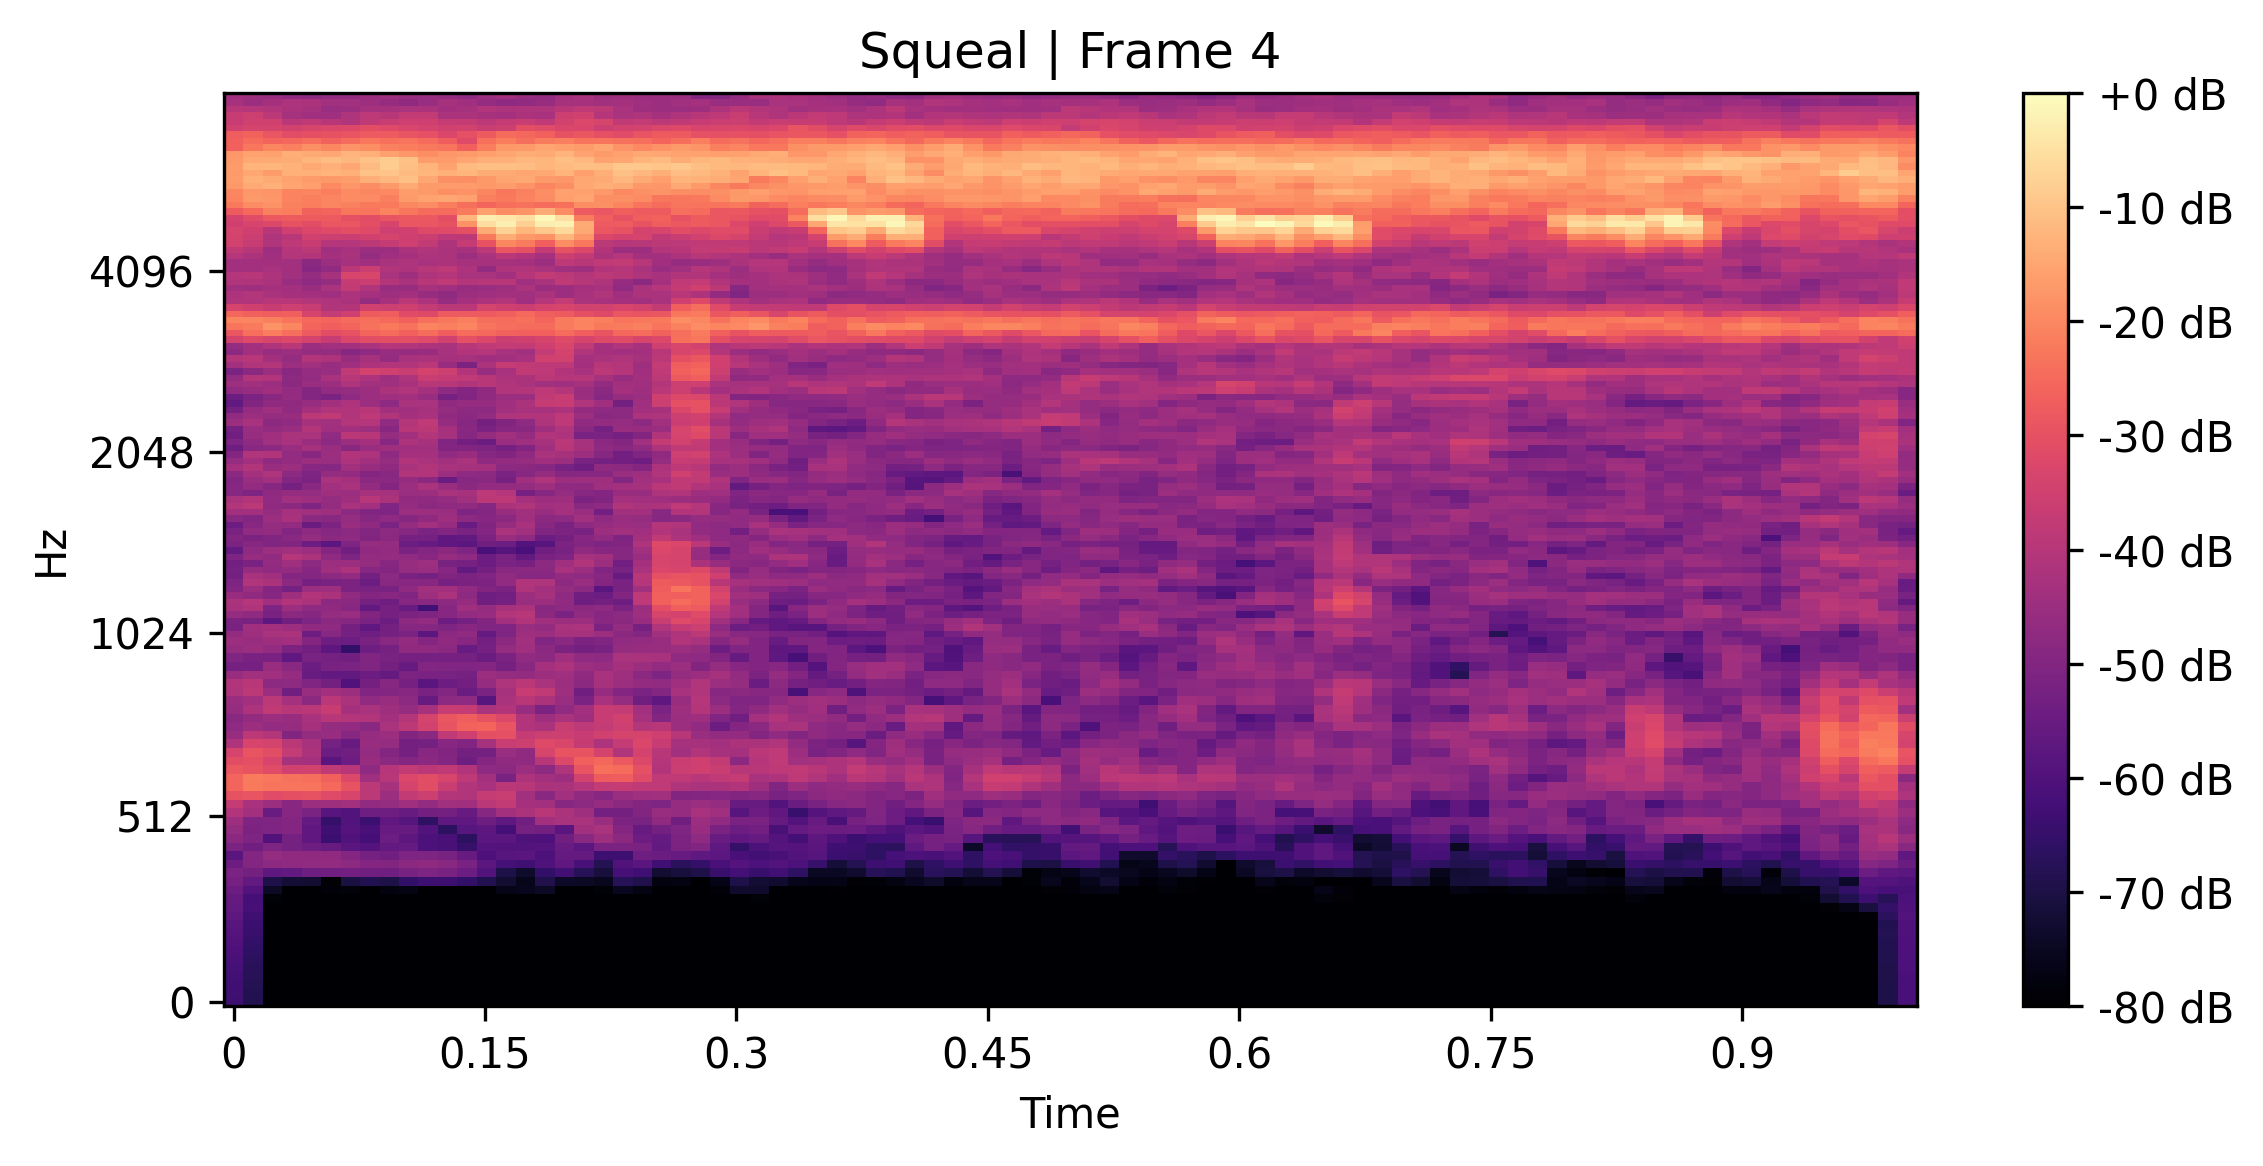 Squeal | Frame 4
Hz
4096
2048
1024
512
0
0 0.15 0.3 0.45 0.6 0.75 0.9
Time
+0 dB
-10 dB
-20 dB
-30 dB
-40 dB
-50 dB
-60 dB
-70 dB
-80 dB